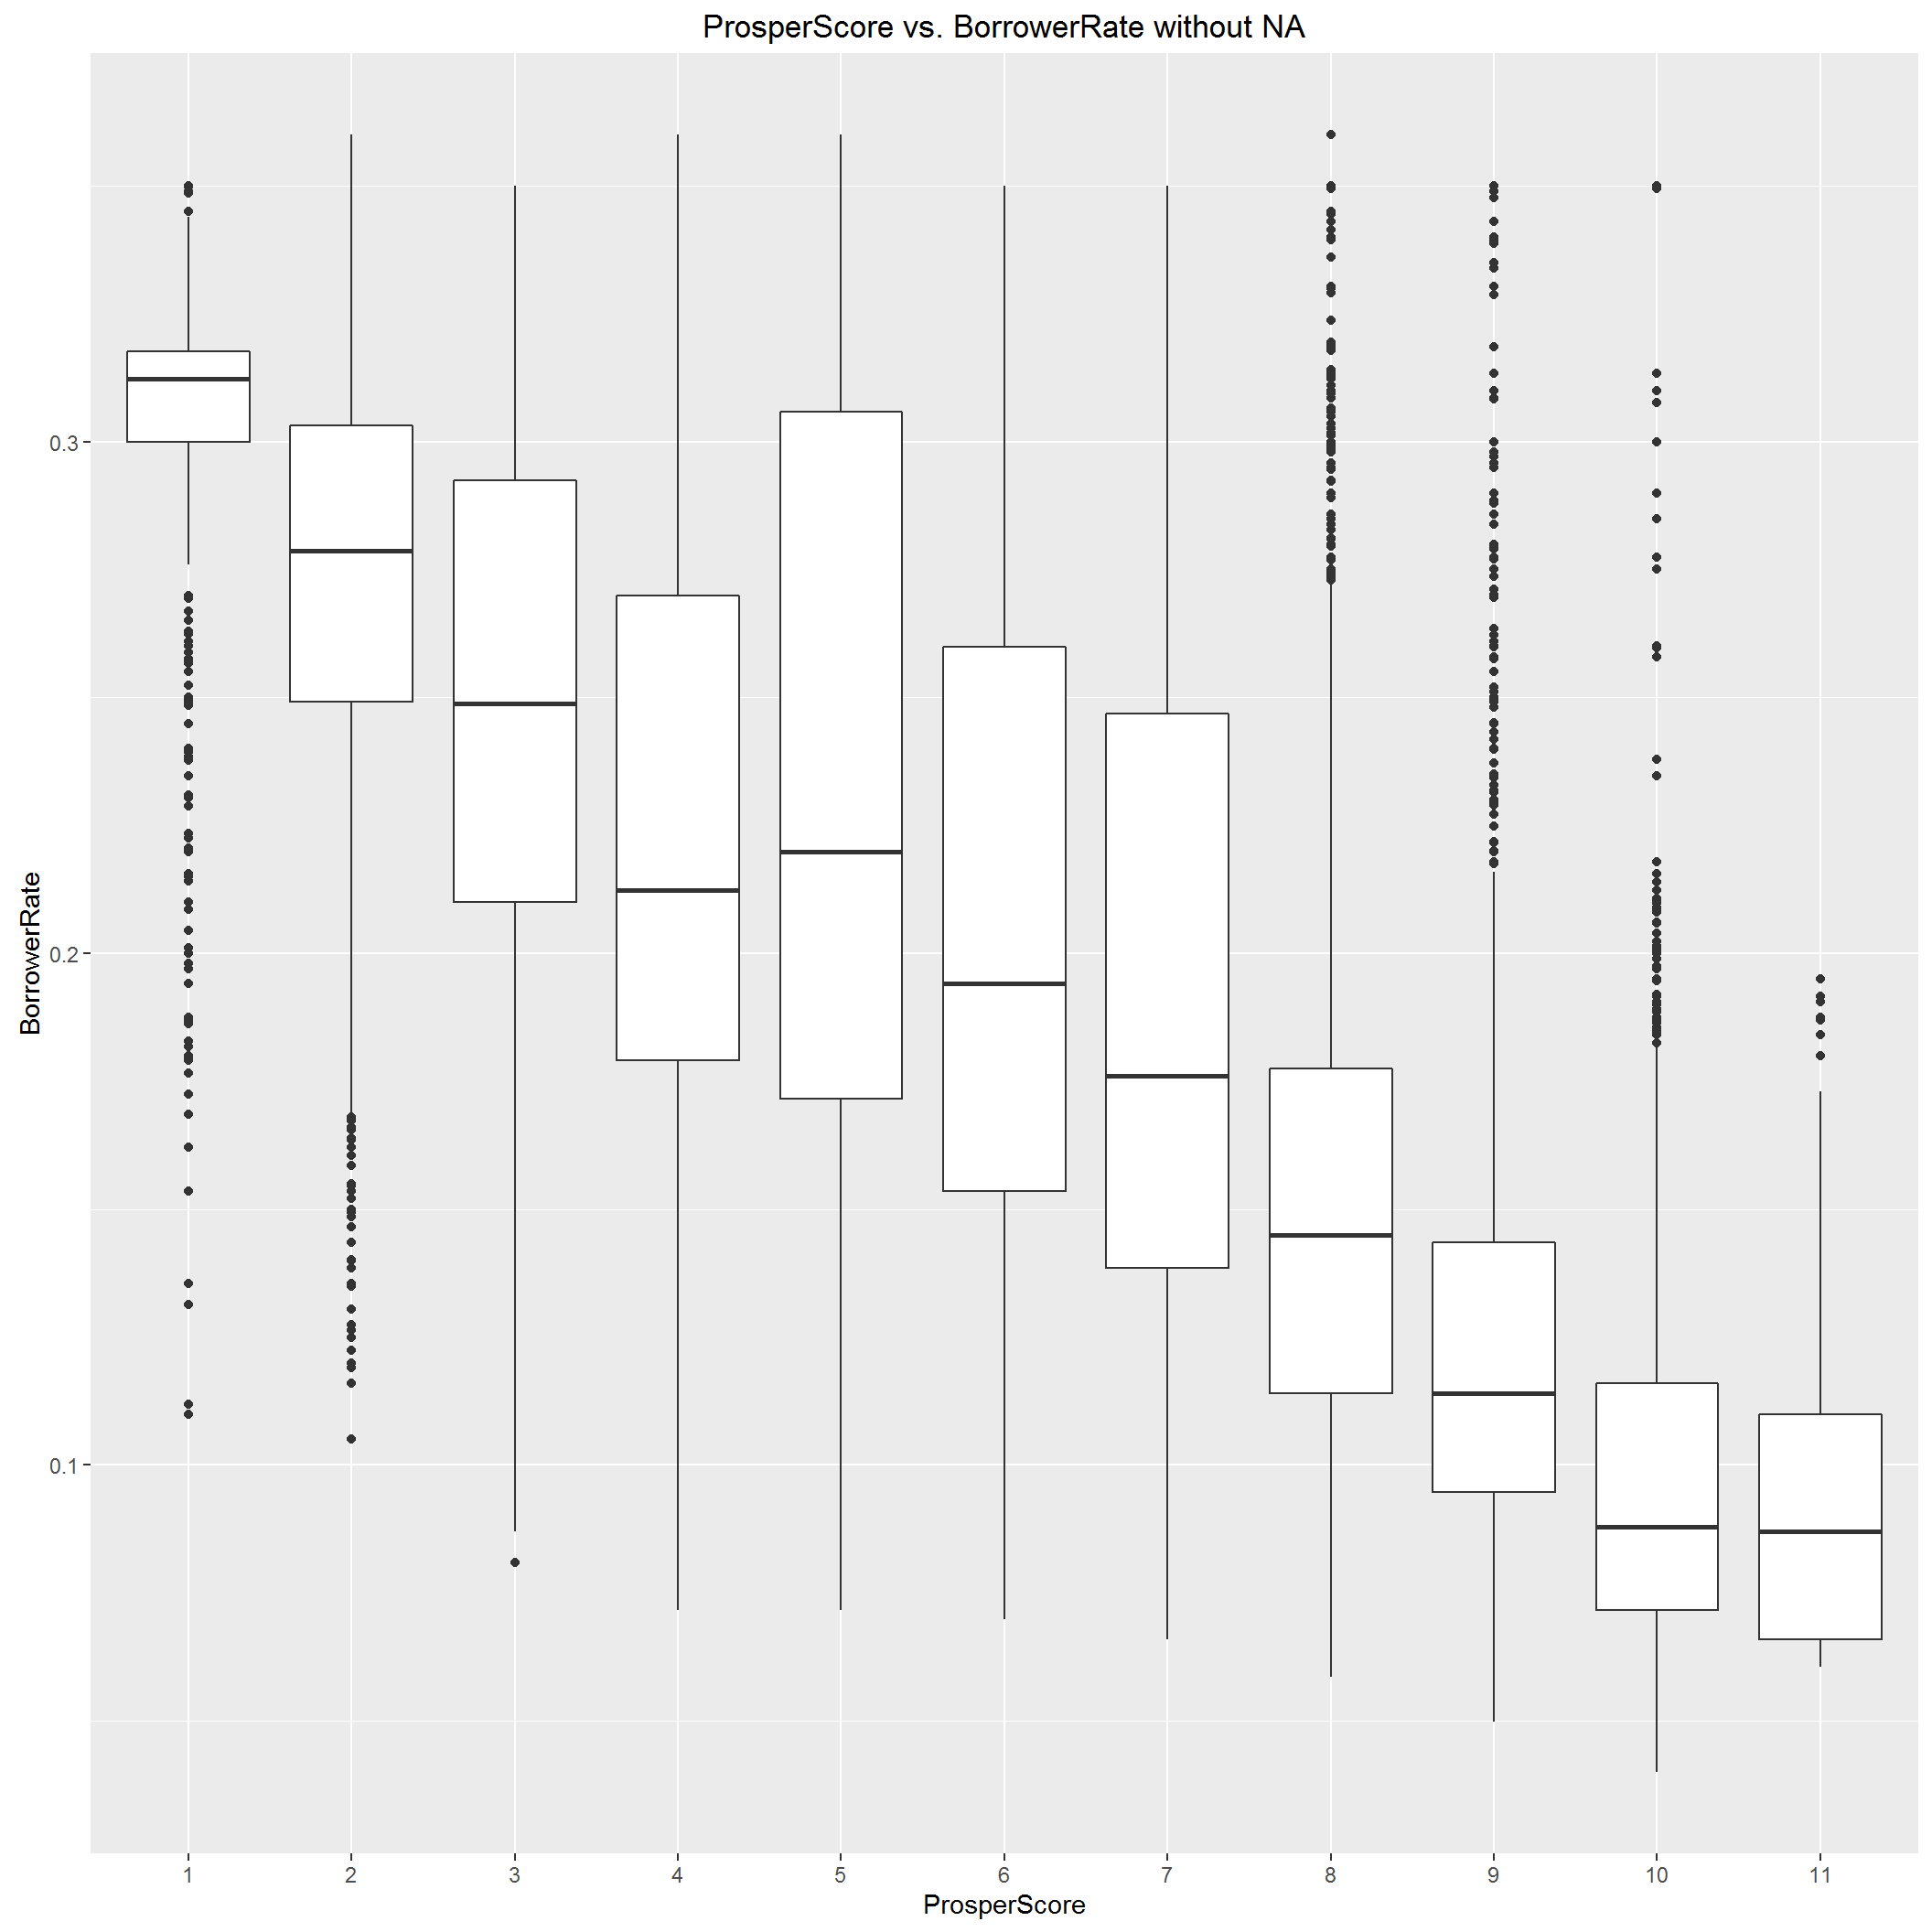 ProsperScore vs. BorrowerRate without NA
BorrowerRate
0.3
0.2
0.1
1 2 3 4 5 6 7 8 9 10 11
ProsperScore